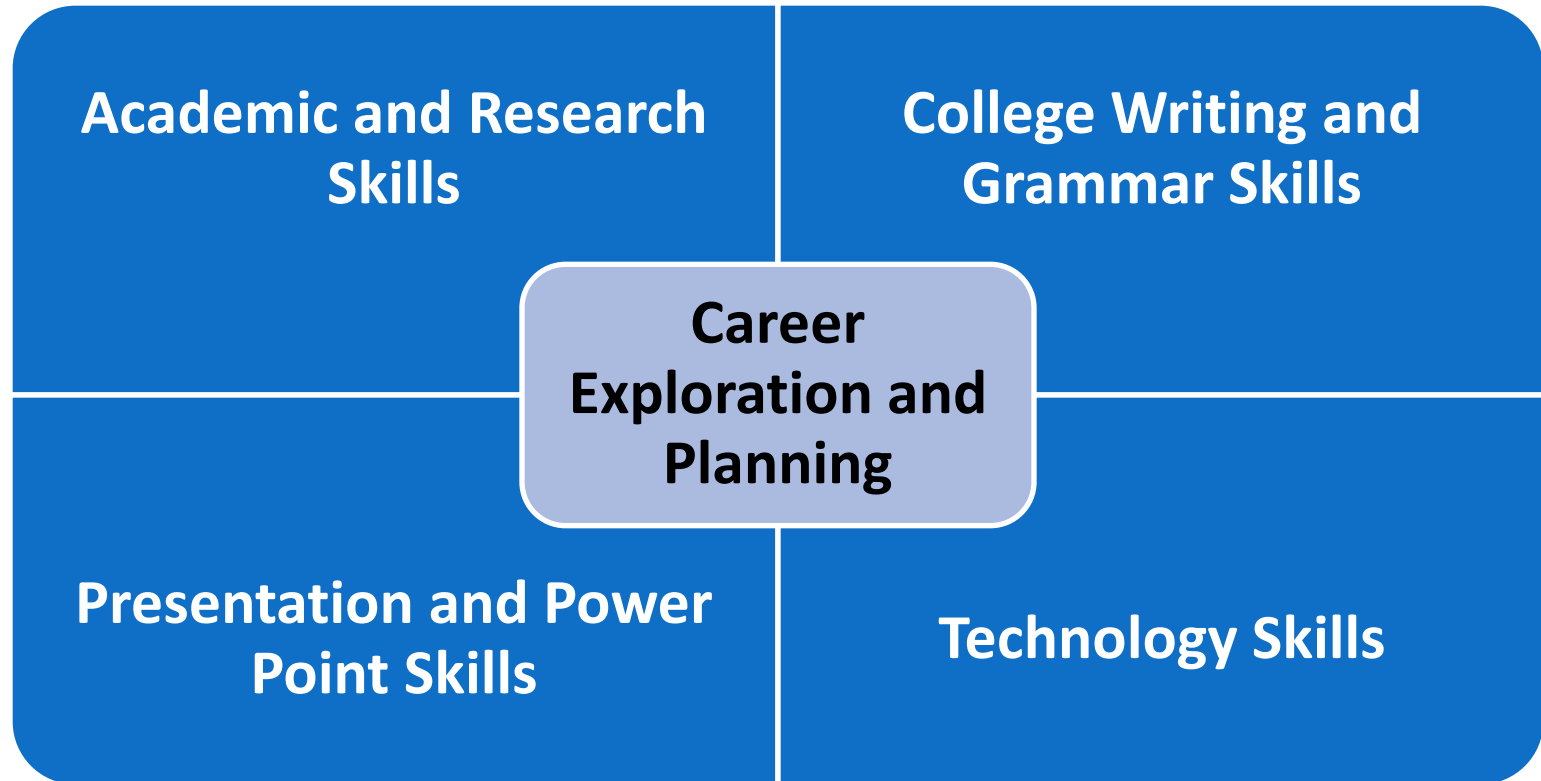 Academic and Research
Skills
College Writing and
Grammar Skills
Career
Exploration and
Planning
Presentation and Power
Point Skills
Technology Skills